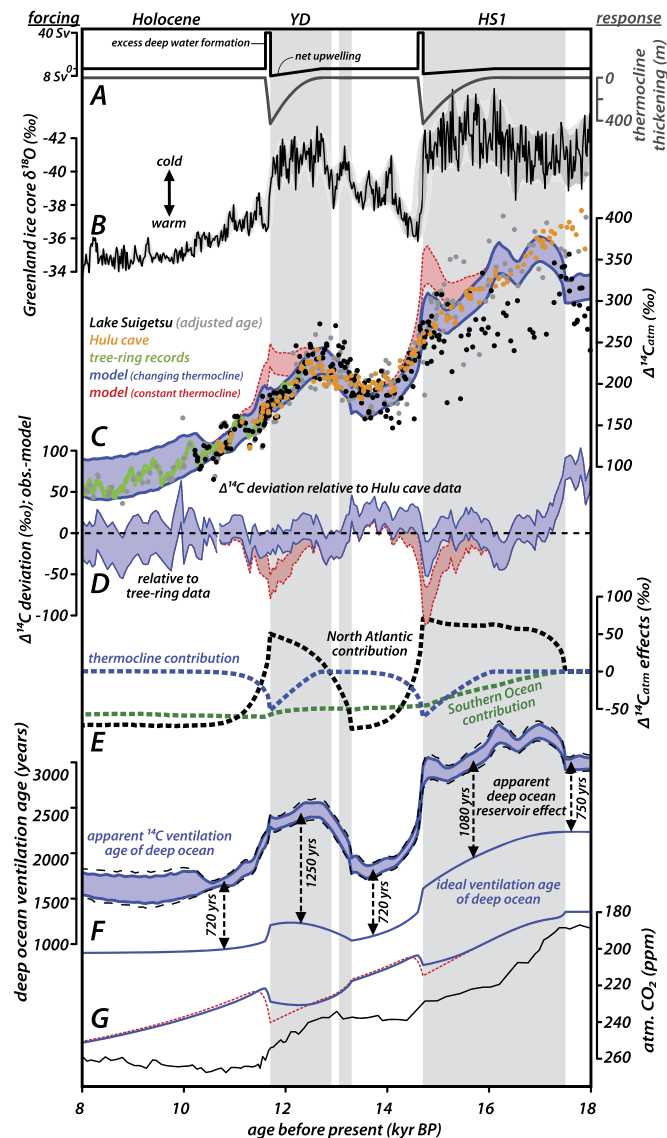 forcing Holocene YD HS1 response
40 Sv
excess deep water formation
net upwelling
0
8 Sv
0
400
thermocline
thickening (m)
A
-42
-40
-38
-36
-34
Greenland ice core δ¹⁸O (‰)
cold
warm
B
400
350
300
250
200
150
100
Δ¹⁴Catm (‰)
Lake Suigetsu (adjusted age)
Hulu cave
tree-ring records
model (changing thermocline)
model (constant thermocline)
C
100
50
0
-50
-100
Δ¹⁴C deviation (‰); obs.-model
Δ¹⁴C deviation relative to Hulu cave data
relative to
tree-ring data
D
North Atlantic
contribution
thermocline contribution
Southern Ocean
contribution
50
0
-50
Δ¹⁴Catm effects (‰)
E
3000
2500
2000
1500
1000
deep ocean ventilation age (years)
apparent ¹⁴C ventilation
age of deep ocean
720 yrs
1250 yrs
720 yrs
1080 yrs
750 yrs
apparent
deep ocean
reservoir effect
ideal ventilation age
of deep ocean
F
180
200
220
240
260
atm. CO₂ (ppm)
G
8 10 12 14 16 18
age before present (kyr BP)